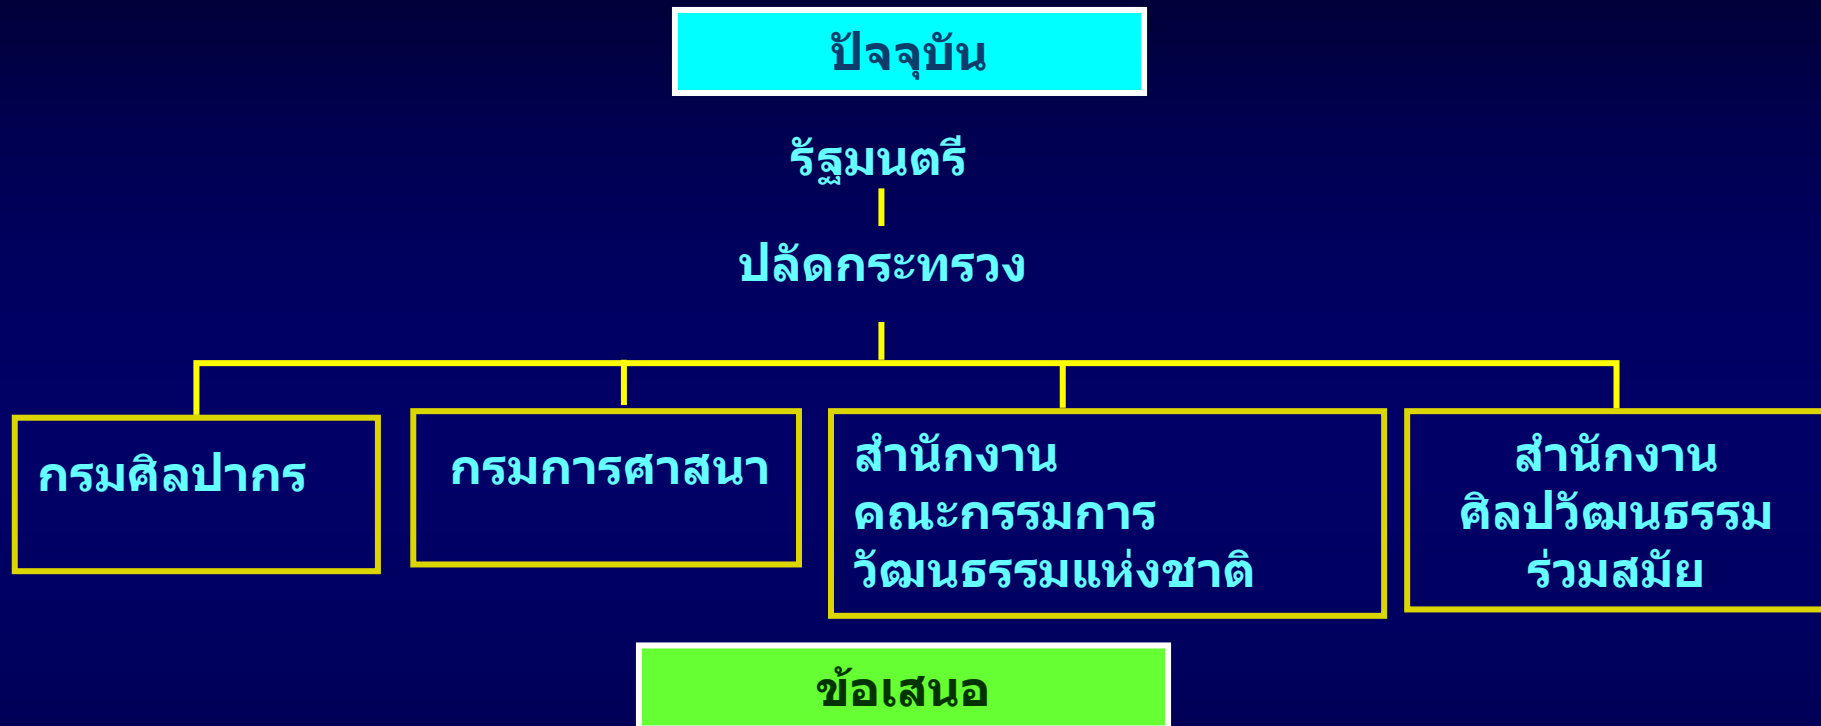 ปัจจุบัน
รัฐมนตรี
ปลัดกระทรวง
กรมศิลปากร
กรมการศาสนา
สำนักงาน
คณะกรรมการ
วัฒนธรรมแห่งชาติ
สำนักงาน
ศิลปวัฒนธรรม
ร่วมสมัย
ข้อเสนอ